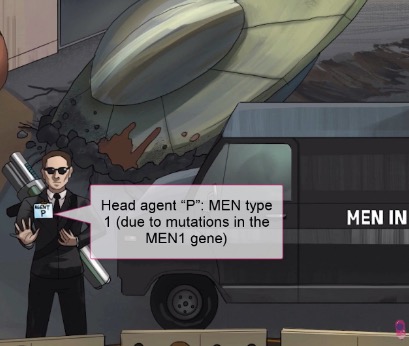 AGENT
P
Head agent “P”: MEN type
1 (due to mutations in the
MEN1 gene)
MEN IN